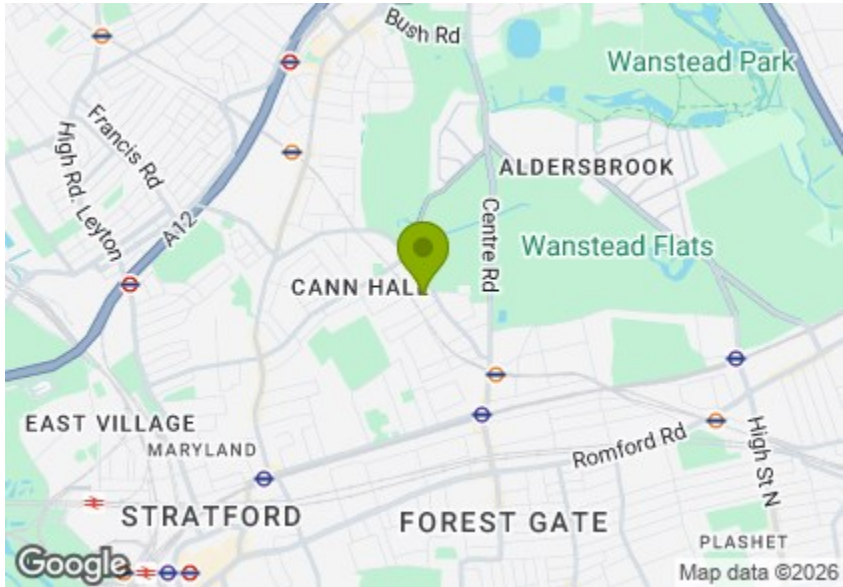 Bush Rd
Wanstead Park
Francis Rd
High Rd. Leyton
ALDERSBROOK
A12
Centre Rd
Wanstead Flats
CANN HALL
EAST VILLAGE
MARYLAND
High St N
Romford Rd
STRATFORD
FOREST GATE
PLASHET
Google
Map data ©2026